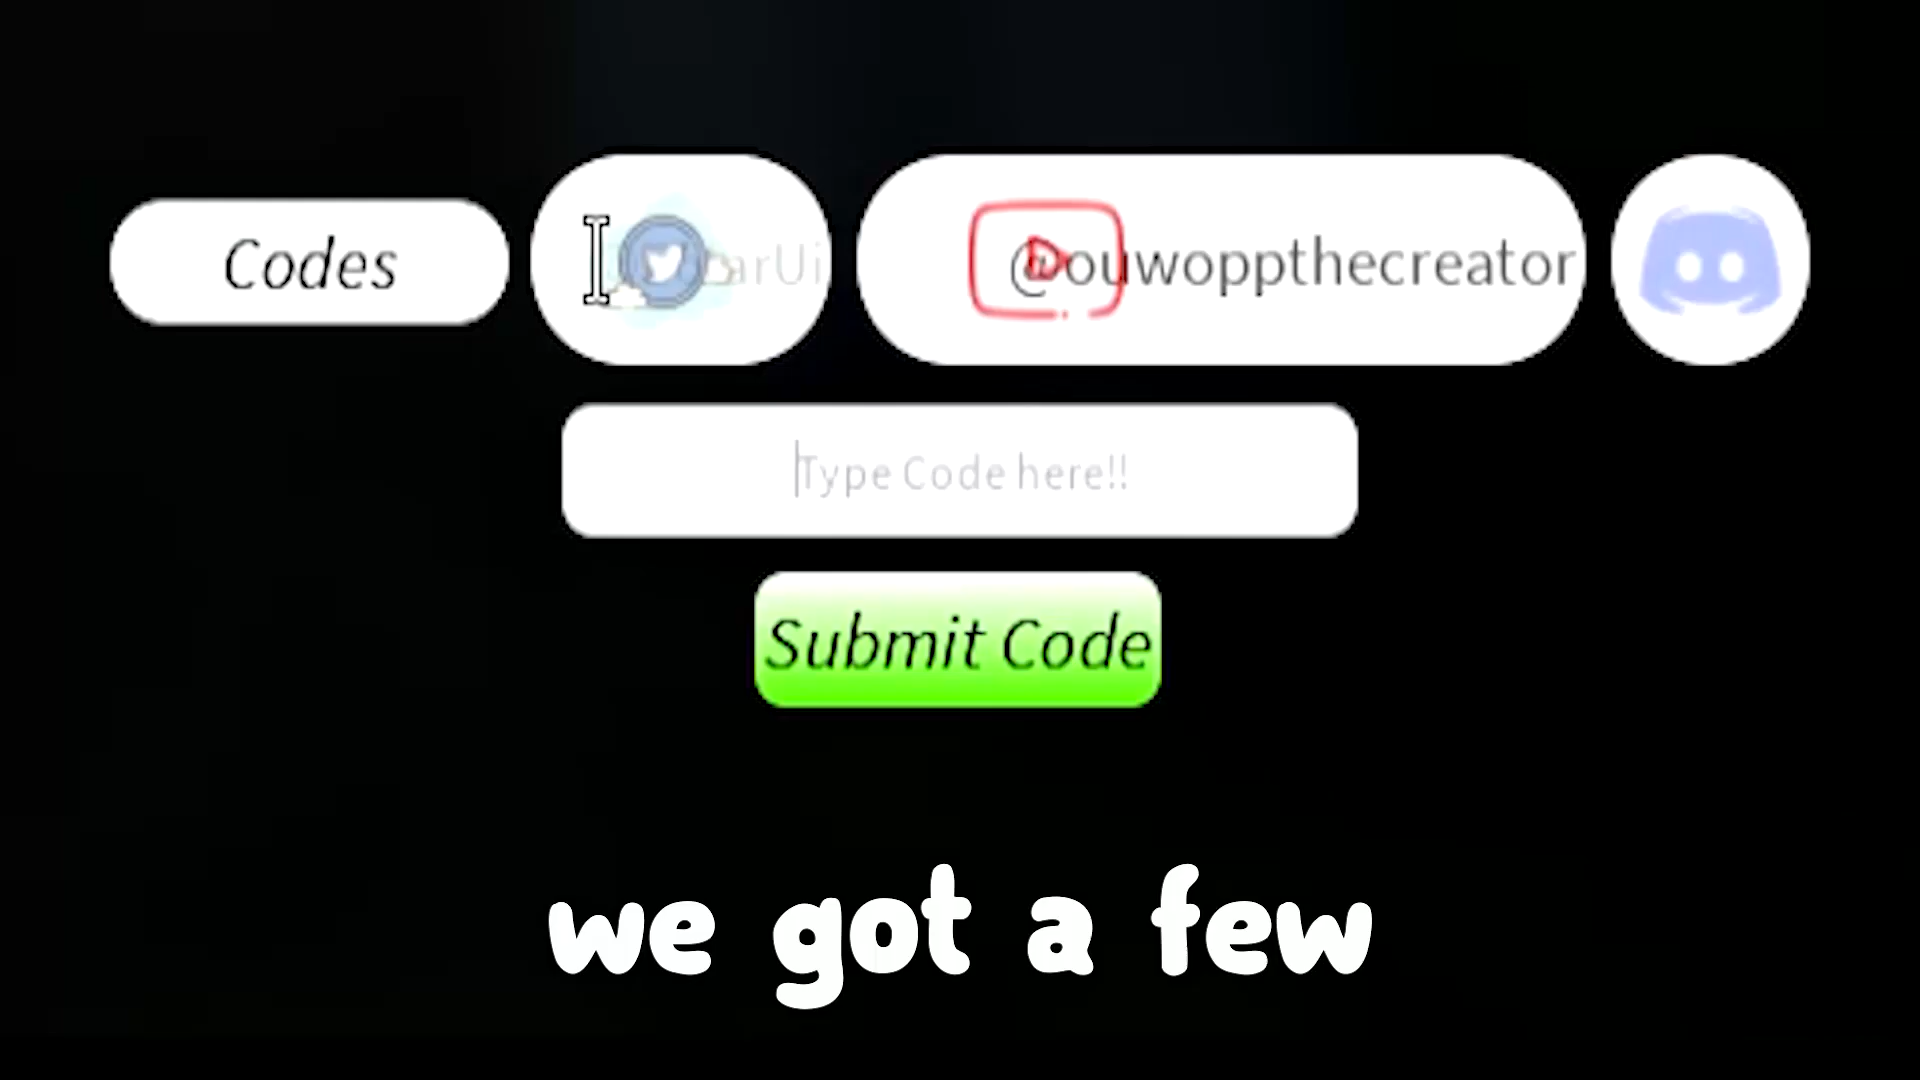 Codes
@ouwoppthecreator
Type Code here!!
Submit Code
we got a few